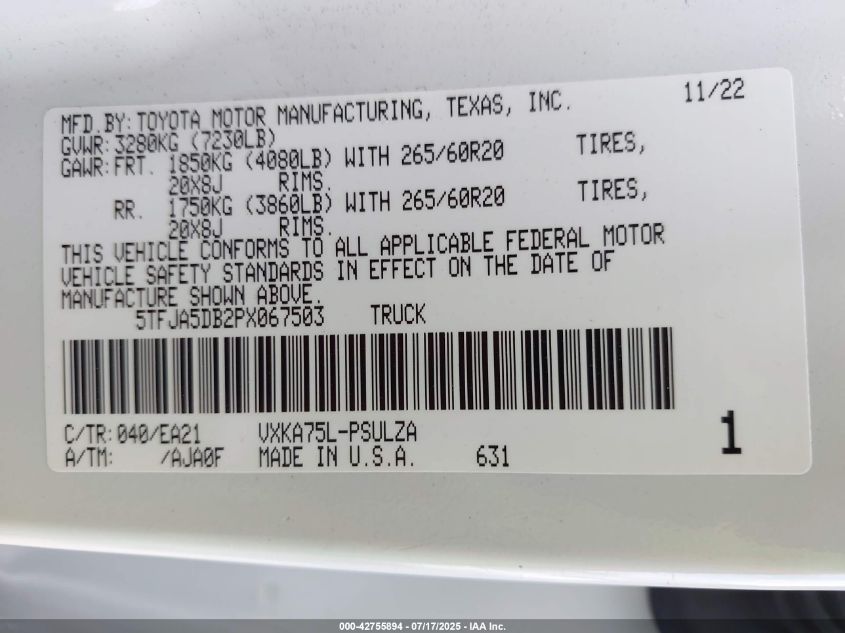 11/22
MFD.BY:TOYOTA MOTOR MANUFACTURING, TEXAS, INC.
GVWR:3280KG (7230LB)
GAWR:FRT. 1850KG (4080LB) WITH 265/60R20 TIRES,
20X8J RIMS.
RR. 1750KG (3860LB) WITH 265/60R20 TIRES,
20X8J RIMS.
THIS VEHICLE CONFORMS TO ALL APPLICABLE FEDERAL MOTOR
VEHICLE SAFETY STANDARDS IN EFFECT ON THE DATE OF
MANUFACTURE SHOWN ABOVE.
5TFJA5DB2PX067503 TRUCK
C/TR:040/EA21 VXKA75L-PSULZA
A/TM: /AJA0F MADE IN U.S.A. 631
1
000-42755894 - 07/17/2025 - IAA Inc.